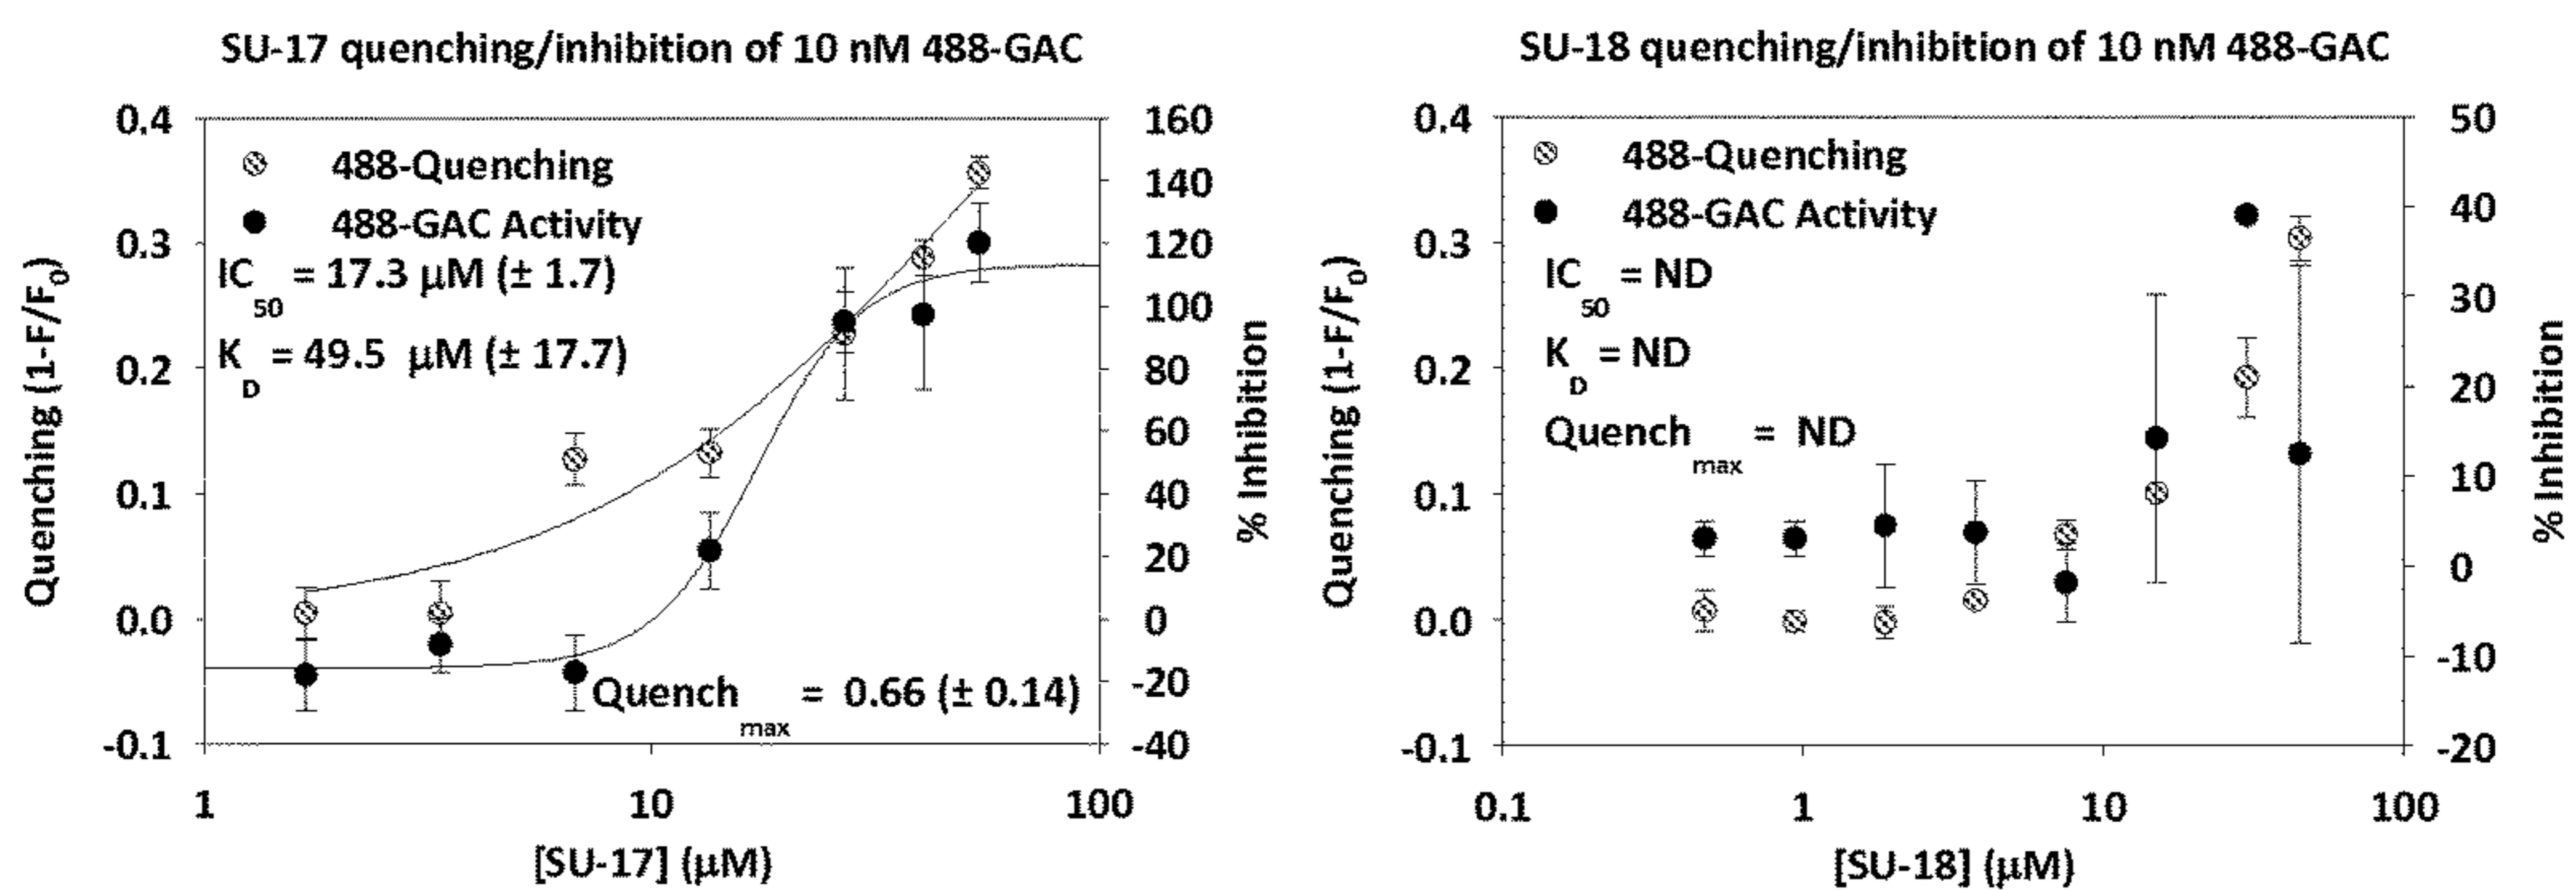 SU-17 quenching/inhibition of 10 nM 488-GAC
0.4
0.3
0.2
0.1
0.0
-0.1
Quenching (1-F/F0)
488-Quenching
488-GAC Activity
IC50 = 17.3 μM (± 1.7)
KD = 49.5 μM (± 17.7)
Quenchmax = 0.66 (± 0.14)
160
140
120
100
80
60
40
20
0
-20
-40
% Inhibition
1 10 100
[SU-17] (μM)
SU-18 quenching/inhibition of 10 nM 488-GAC
0.4
0.3
0.2
0.1
0.0
-0.1
Quenching (1-F/F0)
488-Quenching
488-GAC Activity
IC50 = ND
KD = ND
Quenchmax = ND
50
40
30
20
10
0
-10
-20
% Inhibition
0.1 1 10 100
[SU-18] (μM)